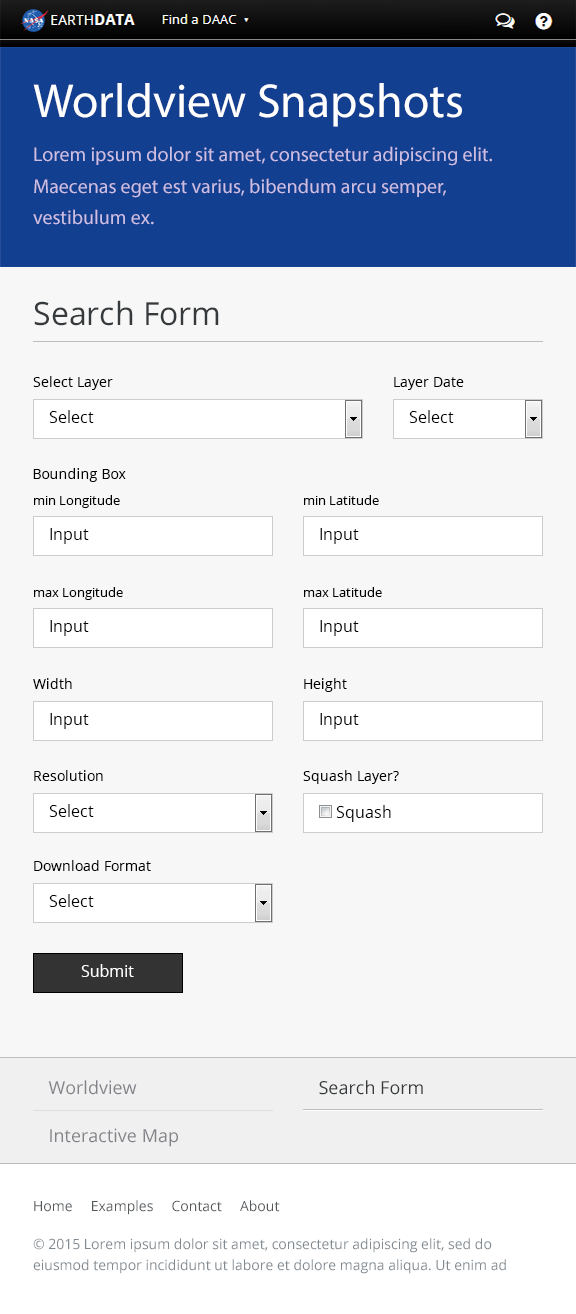 NASA EARTHDATA Find a DAAC
Worldview Snapshots
Lorem ipsum dolor sit amet, consectetur adipiscing elit.
Maecenas eget est varius, bibendum arcu semper,
vestibulum ex.
Search Form
Select Layer Layer Date
Select Select
Bounding Box
min Longitude min Latitude
Input Input
max Longitude max Latitude
Input Input
Width Height
Input Input
Resolution Squash Layer?
Select Squash
Download Format
Select
Submit
Worldview Search Form
Interactive Map
Home Examples Contact About
© 2015 Lorem ipsum dolor sit amet, consectetur adipiscing elit, sed do
eiusmod tempor incididunt ut labore et dolore magna aliqua. Ut enim ad